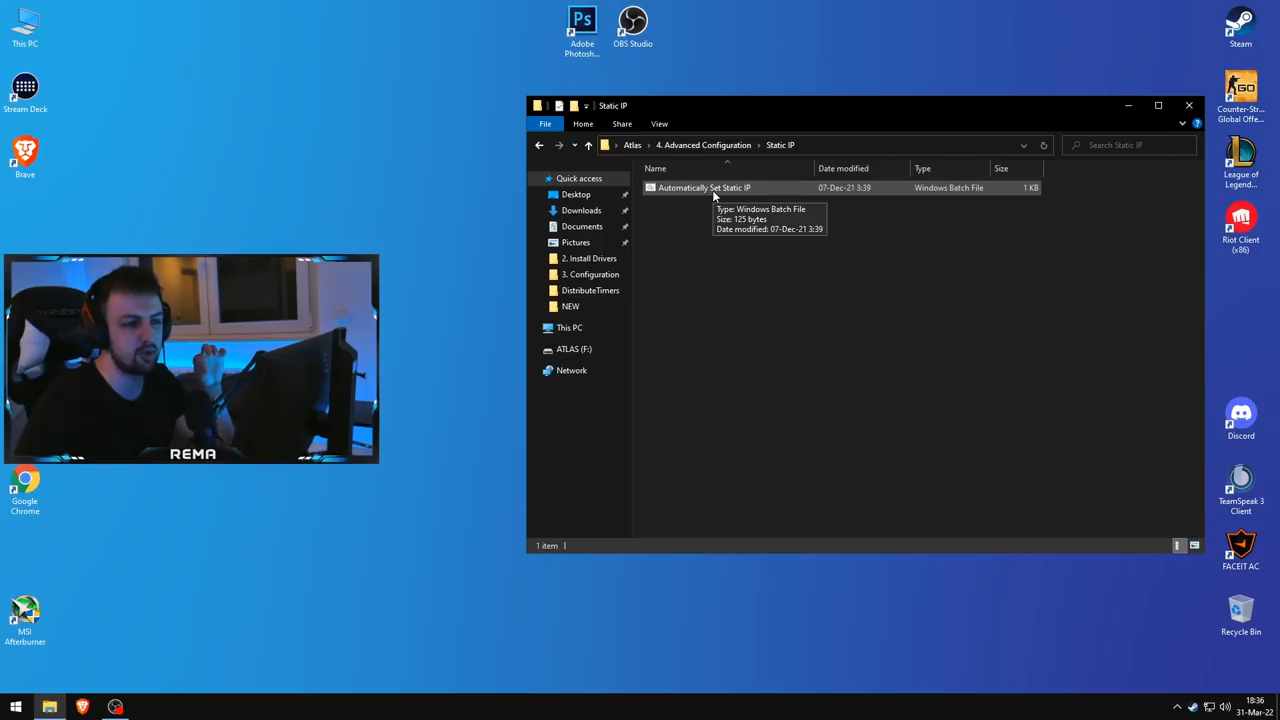 This PC
Stream Deck
Brave
Google
Chrome
MSI
Afterburner
Ps
Adobe
Photosh...
OBS Studio
Steam
GO
Counter-Str...
Global Offe...
League of
Legend...
Riot Client
(x86)
Discord
TeamSpeak 3
Client
FACEIT AC
Recycle Bin
REMA
Static IP
File
Home
Share
View
Atlas
4. Advanced Configuration
Static IP
Search Static IP
Quick access
Desktop
Downloads
Documents
Pictures
2. Install Drivers
3. Configuration
DistributeTimers
NEW
This PC
ATLAS (F:)
Network
Name
Date modified
Type
Size
Automatically Set Static IP
07-Dec-21 3:39
Windows Batch File
1 KB
Type: Windows Batch File
Size: 125 bytes
Date modified: 07-Dec-21 3:39
1 item
18:36
31-Mar-22